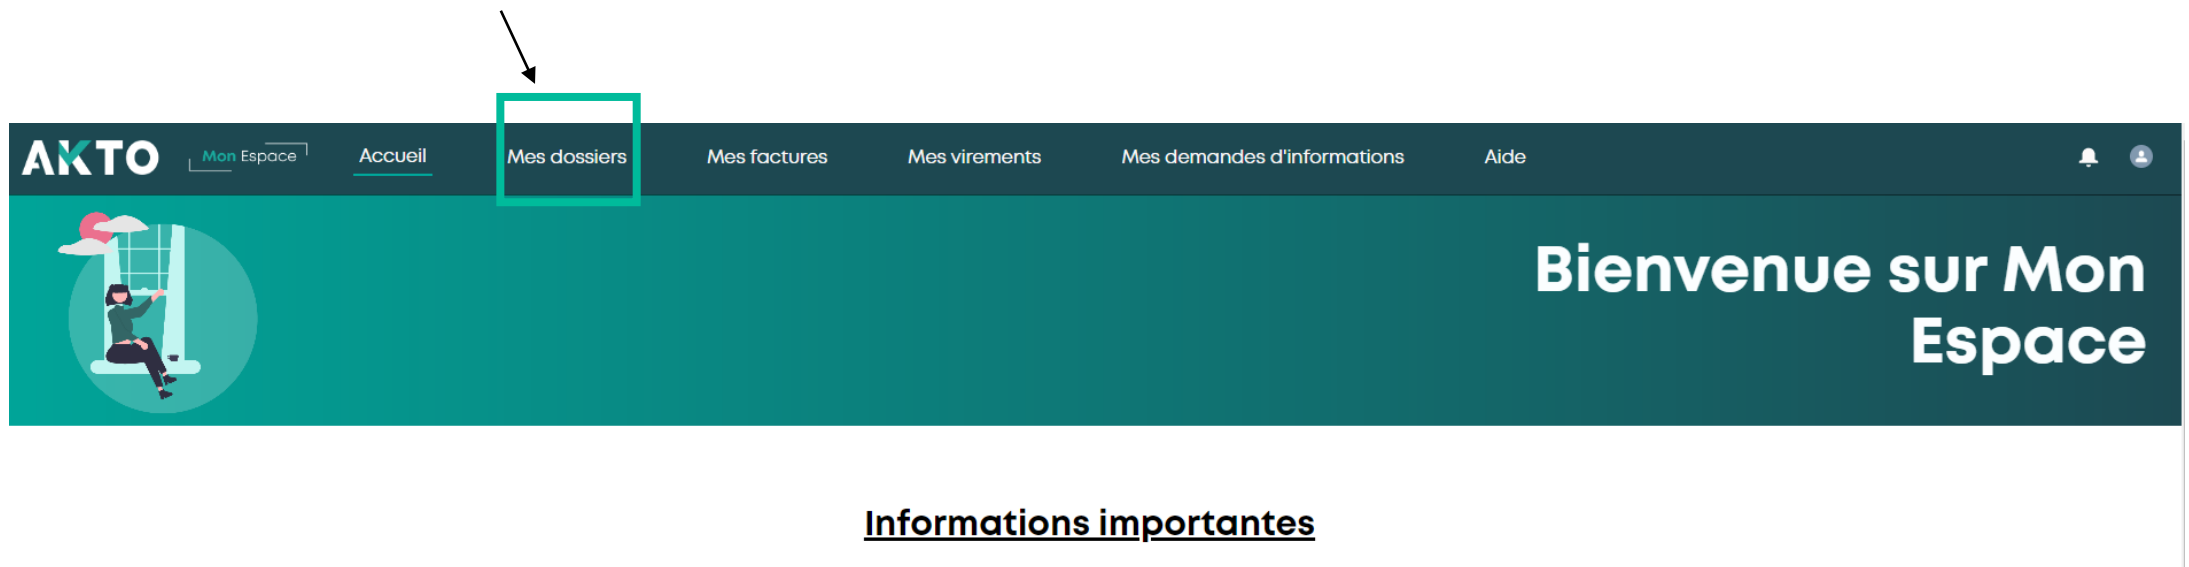 AKTO
Mon Espace
Accueil
Mes dossiers
Mes factures
Mes virements
Mes demandes d'informations
Aide
Bienvenue sur Mon
Espace
Informations importantes